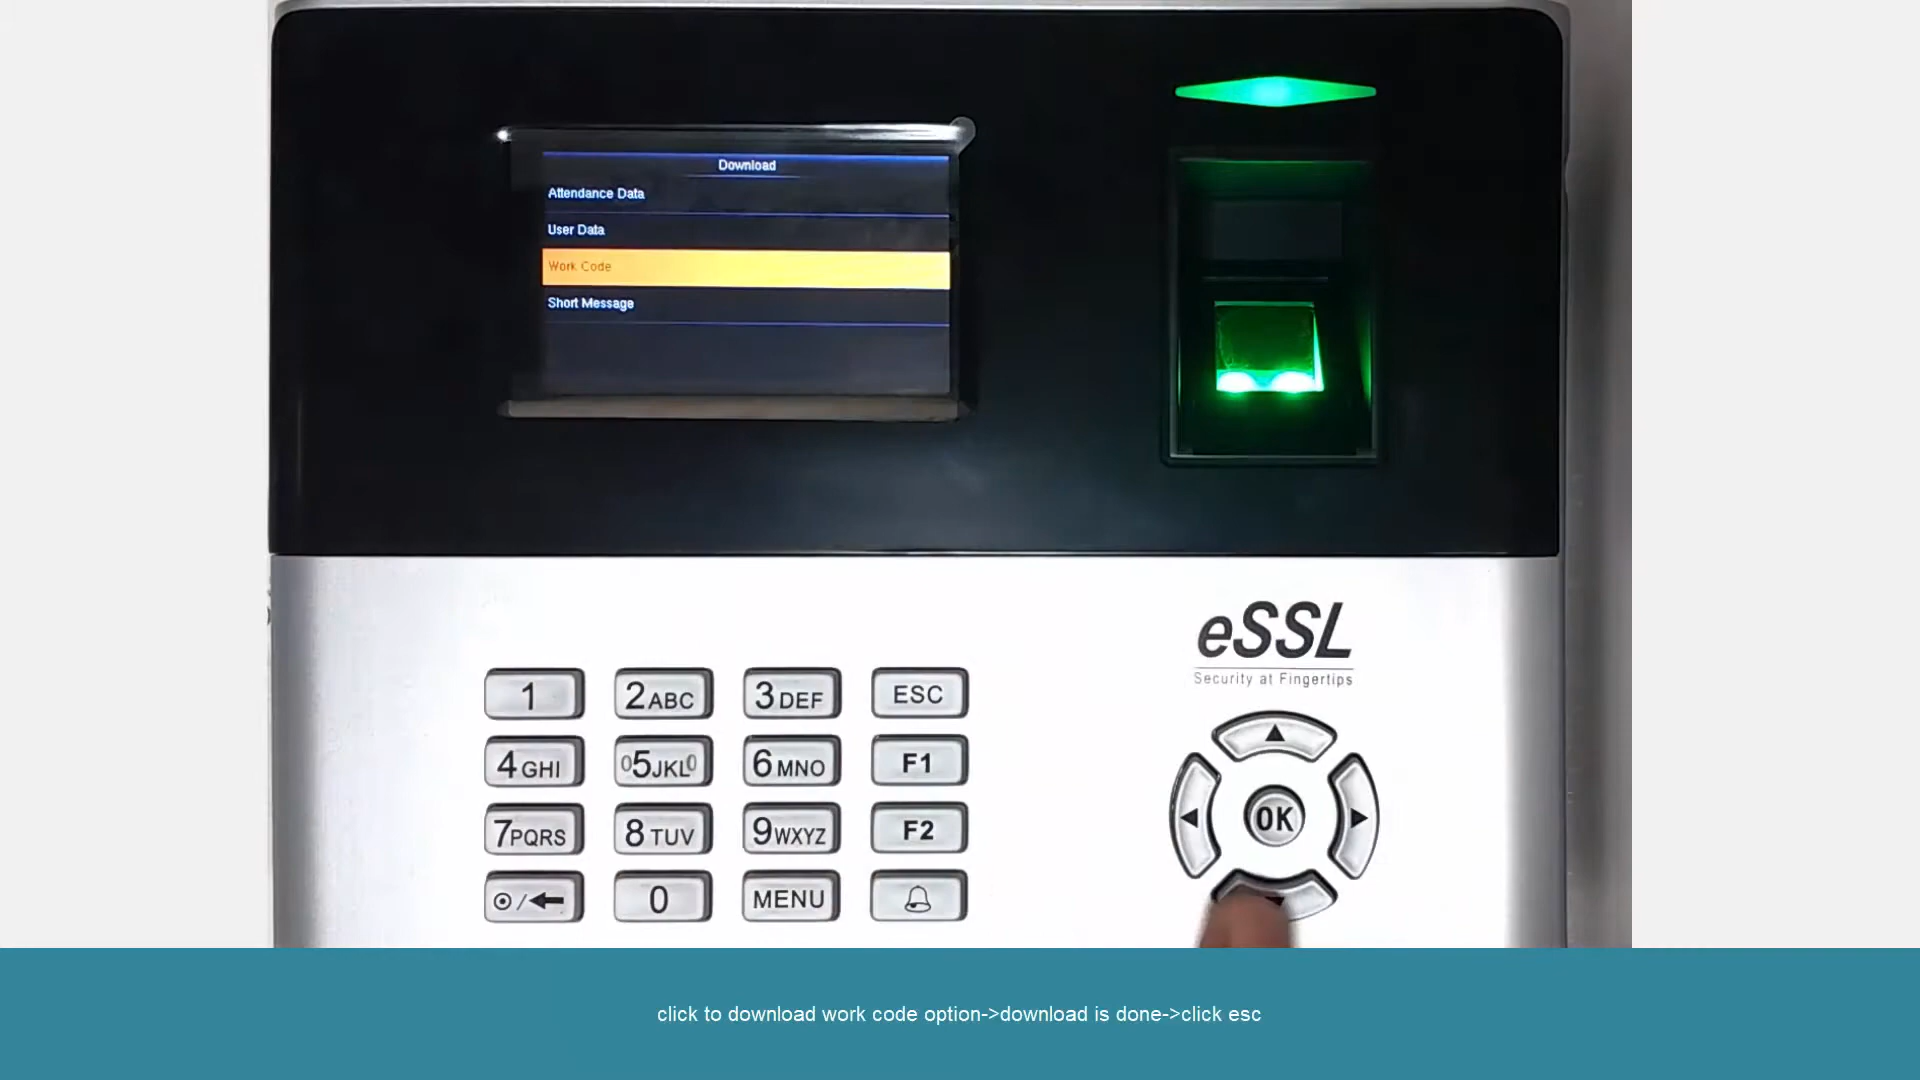 Download
Attendance Data
User Data
Work Code
Short Message
eSSL
Security at Fingertips
1 2ABC 3DEF ESC
4GHI 05JKL0 6MNO F1
7PQRS 8TUV 9WXYZ F2
/ 0 MENU
OK
click to download work code option->download is done->click esc